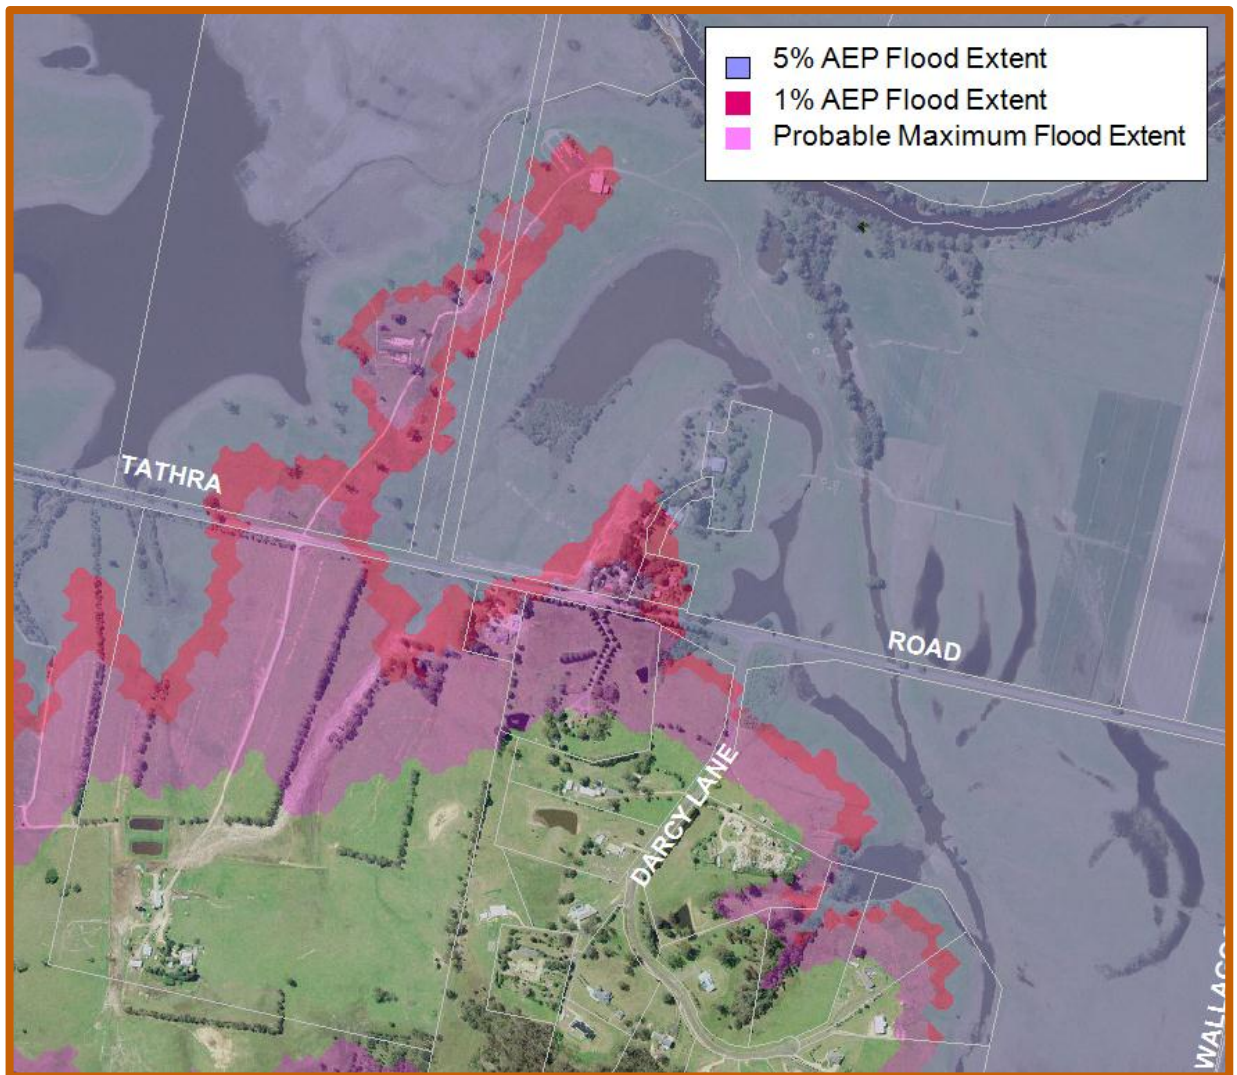 5% AEP Flood Extent
1% AEP Flood Extent
Probable Maximum Flood Extent
TATHRA
ROAD
DARCY LANE